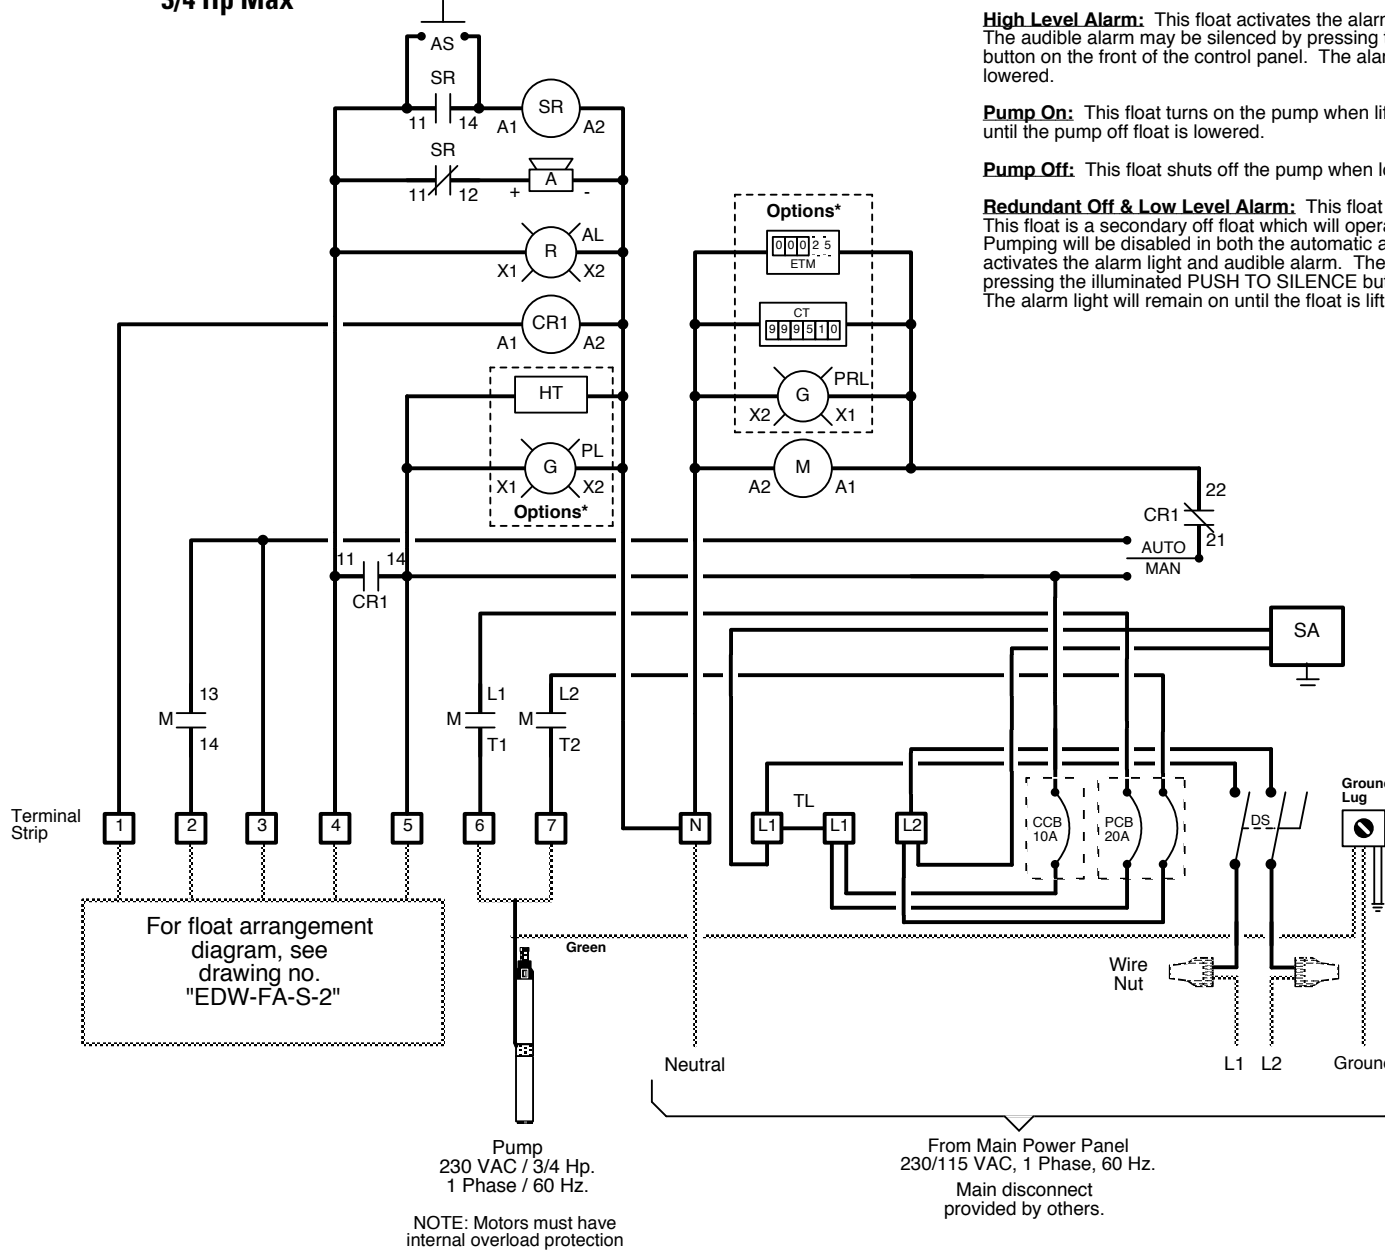 3/4 Hp Max
High Level Alarm: This float activates the alarm
The audible alarm may be silenced by pressing
button on the front of the control panel. The
lowered.
Pump On: This float turns on the pump when
until the pump off float is lowered.
Pump Off: This float shuts off the pump when
Redundant Off & Low Level Alarm: This float
This float is a secondary off float which will
Pumping will be disabled in both the automatic
activates the alarm light and audible alarm. The
pressing the illuminated PUSH TO SILENCE
The alarm light will remain on until the float is
AS
SR
11 14 A1 SR A2
SR
11 12 + A -
R AL
X1 X2
CR1
A1 A2
HT
G PL
X1 X2
Options*
Options*
0 0 0 2 5
ETM
CT
9 9 9 5 1 0
G PRL
X2 X1
M
A2 A1
22
CR1
21
AUTO
MAN
11 14
CR1
SA
13
M
14
L1
M
T1
L2
M
T2
Terminal
Strip
1 2 3 4 5 6 7 N L1 TL L1 L2
CCB
10A
PCB
20A
DS
Ground
Lug
For float arrangement
diagram, see
drawing no.
"EDW-FA-S-2"
Green
Wire
Nut
Neutral
L1 L2 Ground
Pump
230 VAC / 3/4 Hp.
1 Phase / 60 Hz.
NOTE: Motors must have
internal overload protection
From Main Power Panel
230/115 VAC, 1 Phase, 60 Hz.
Main disconnect
provided by others.